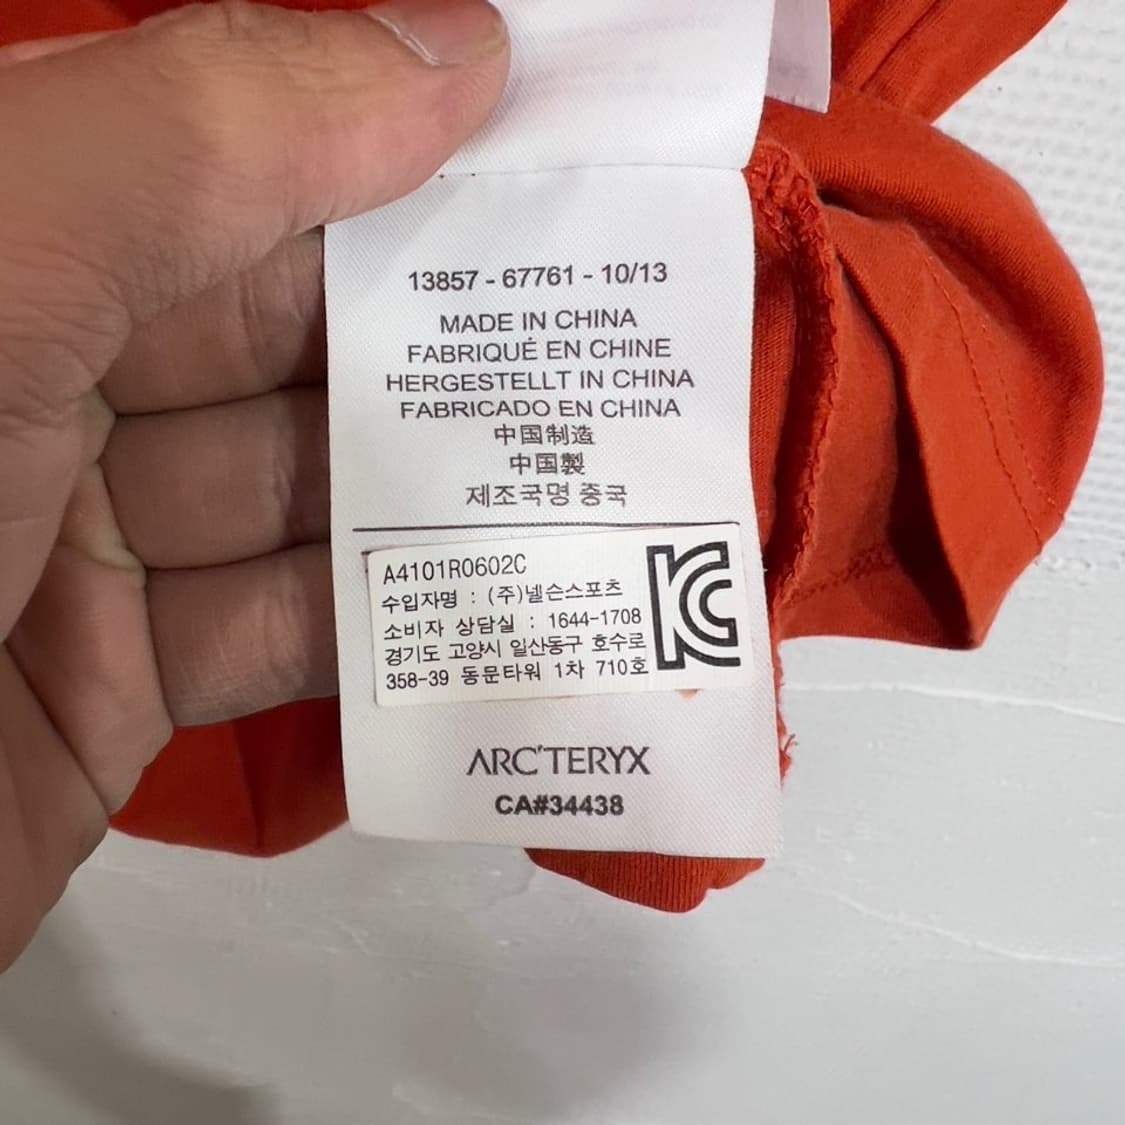 13857 - 67761 - 10/13
MADE IN CHINA
FABRIQUÉ EN CHINE
HERGESTELLT IN CHINA
FABRICADO EN CHINA
中国制造
中国製
제조국명 중국
A4101R0602C
수입자명 : (주)넬슨스포츠
소비자 상담실 : 1644-1708
경기도 고양시 일산동구 호수로
358-39 동문타워 1차 710호
KC
ARC'TERYX
CA#34438